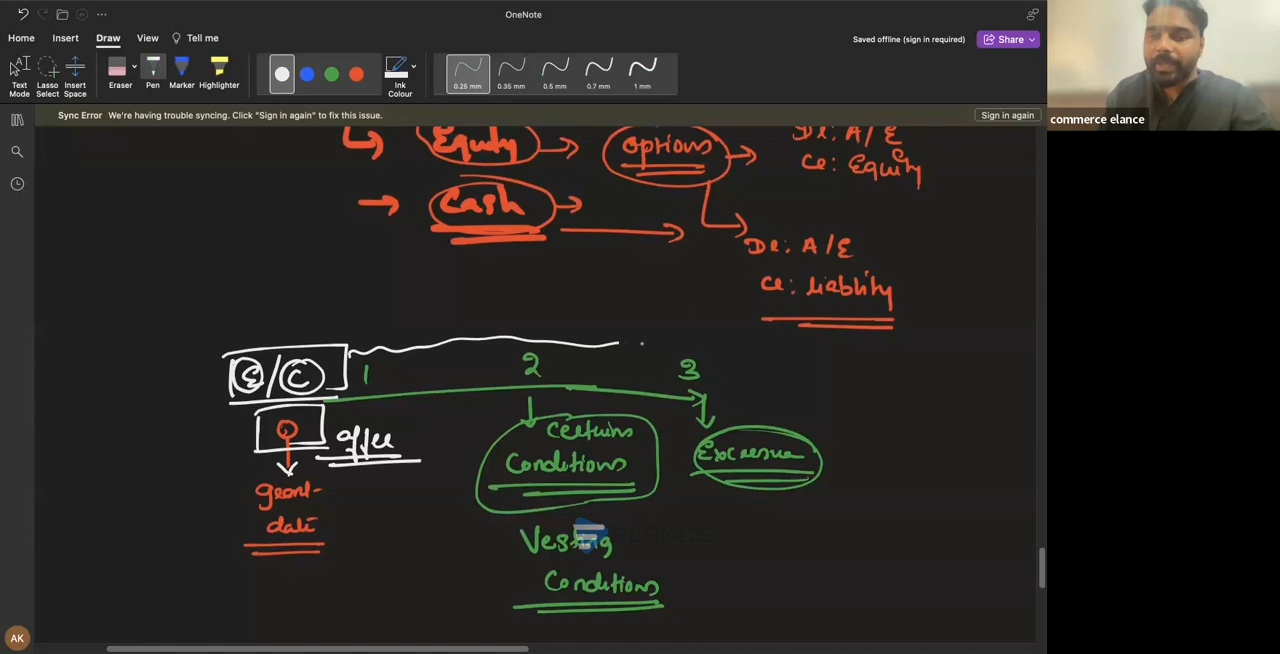 OneNote
Home Insert Draw View Tell me
Saved offline (sign in required)
Share
Text Mode
Lasso Select
Insert Space
Eraser
Pen
Marker
Highlighter
Ink Colour
0.25 mm
0.35 mm
0.5 mm
0.7 mm
1 mm
commerce elance
Sync Error We're having trouble syncing. Click "Sign in again" to fix this issue.
Sign in again
Equity
options
Dr: A/E
Cr: Equity
Cash
Dr: A/E
Cr: liablity
E/C
1 2 3
0
offer
grant
date
Certains
Conditions
Vesting
Conditions
ELANCE
AK